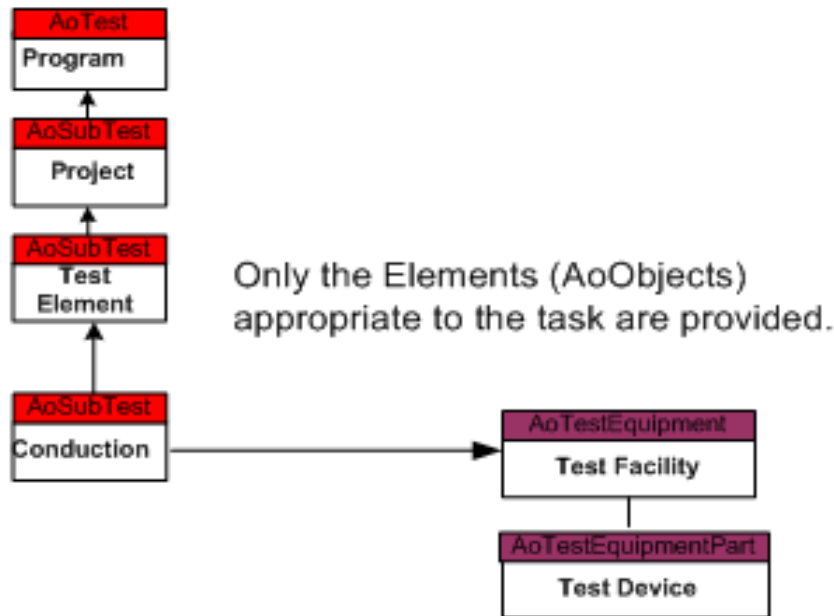 AoTest
Program
AoSubTest
Project
AoSubTest
Test
Element
Only the Elements (AoObjects)
appropriate to the task are provided.
AoSubTest
Conduction
AoTestEquipment
Test Facility
AoTestEquipmentPart
Test Device